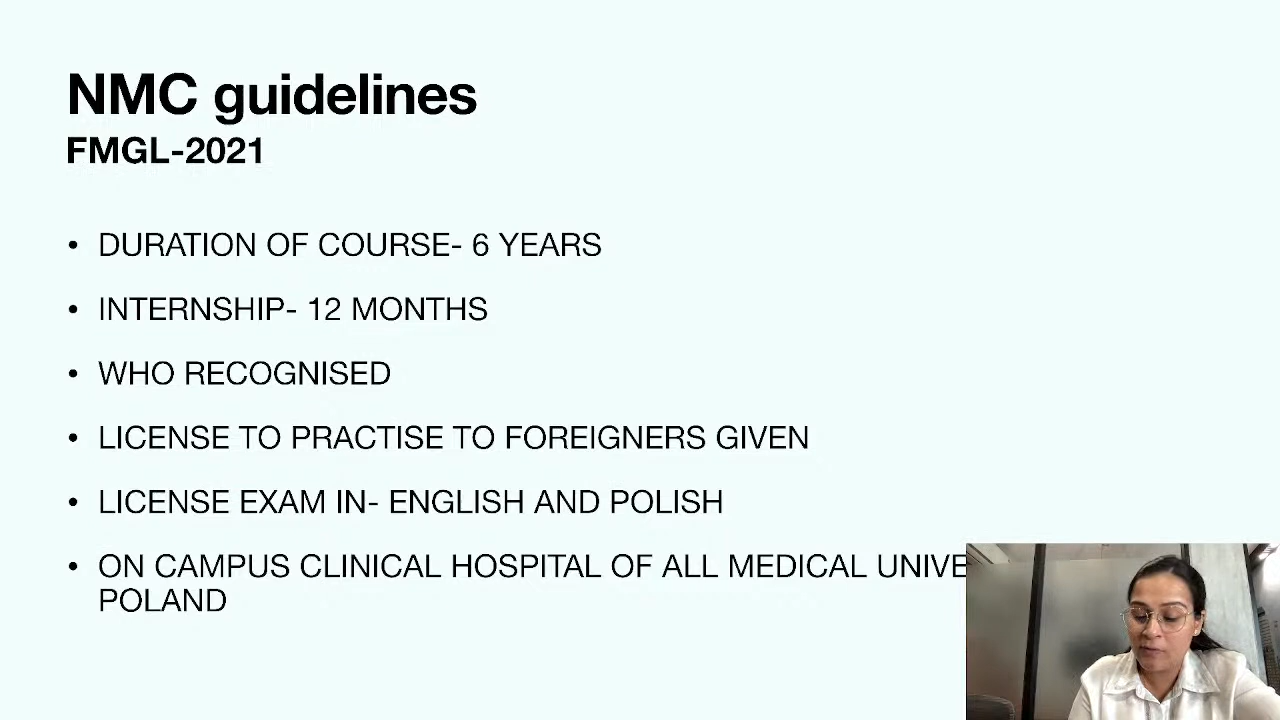 NMC guidelines
FMGL-2021
• DURATION OF COURSE- 6 YEARS
• INTERNSHIP- 12 MONTHS
• WHO RECOGNISED
• LICENSE TO PRACTISE TO FOREIGNERS GIVEN
• LICENSE EXAM IN- ENGLISH AND POLISH
• ON CAMPUS CLINICAL HOSPITAL OF ALL MEDICAL
POLAND